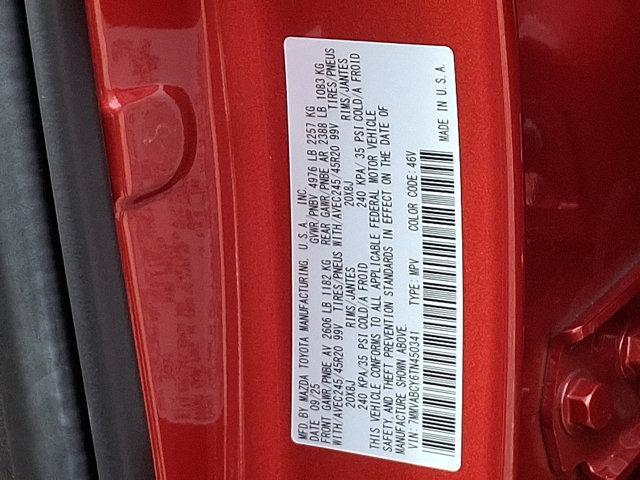 MFD.BY MAZDA TOYOTA MANUFACTURING, U.S.A., INC.
DATE 09/25 GVWR/PNBV 4976 LB 2257 KG
FRONT GAWR/PNBE AV 2606 LB 1182 KG REAR GAWR/PNBE AR 2388 LB 1083 KG
WITH/AVEC245/45R20 99V TIRES/PNEUS WITH/AVEC245/45R20 99V TIRES/PNEUS
20X8J RIMS/JANTES 20X8J RIMS/JANTES
240 KPA/35 PSI COLD/A FROID 240 KPA/ 35 PSI COLD/A FROID
THIS VEHICLE CONFORMS TO ALL APPLICABLE FEDERAL MOTOR VEHICLE
SAFETY AND THEFT PREVENTION STANDARDS IN EFFECT ON THE DATE OF
MANUFACTURE SHOWN ABOVE.
VIN: 7MMVABCY6TN450341 TYPE: MPV COLOR CODE: 46V
MADE IN U.S.A.